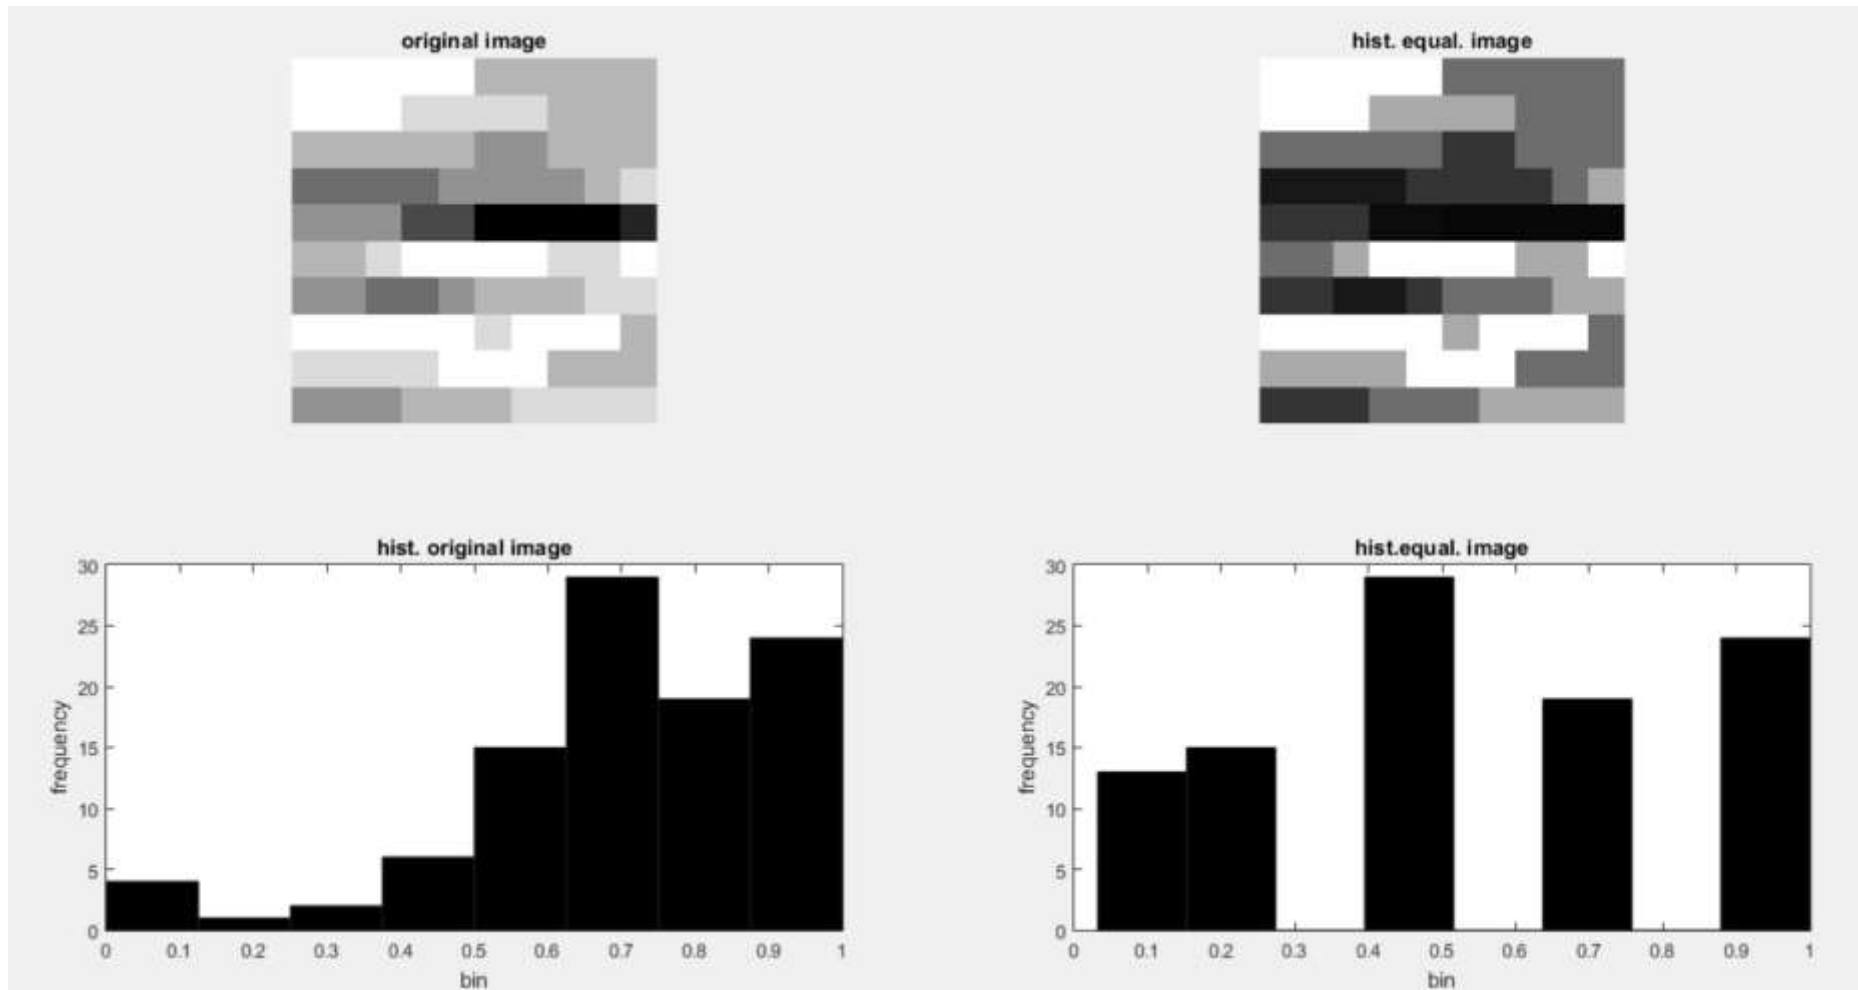 original image
hist. equal. image
hist. original image
30
25
20
15
10
5
0
frequency
0 0.1 0.2 0.3 0.4 0.5 0.6 0.7 0.8 0.9 1
bin
hist.equal. image
30
25
20
15
10
5
0
frequency
0 0.1 0.2 0.3 0.4 0.5 0.6 0.7 0.8 0.9 1
bin